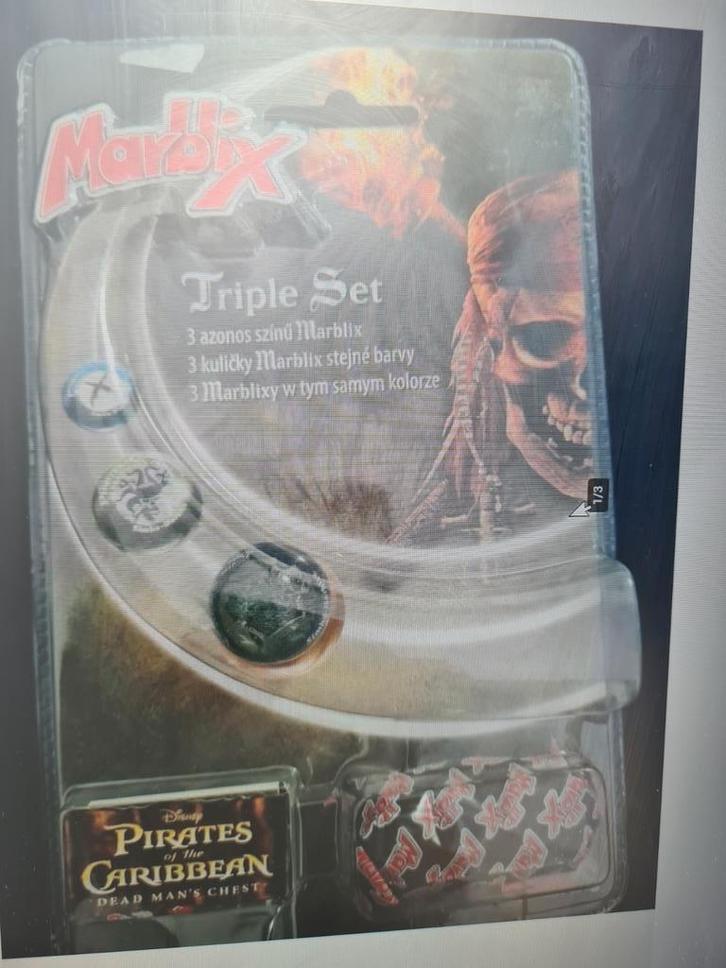 Marblix
Triple Set
3 azonos színű Marblix
3 kuličky Marblix stejné barvy
3 Marblixy w tym samym kolorze
1/3
Disney
PIRATES
of the
CARIBBEAN
DEAD MAN'S CHEST
Marblix